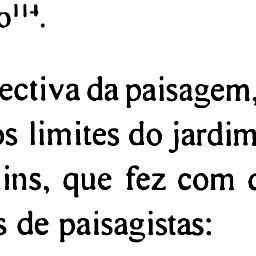 o¹¹⁴.
ectiva da paisagem,
os limites do jardim
ins, que fez com
s de paisagistas: